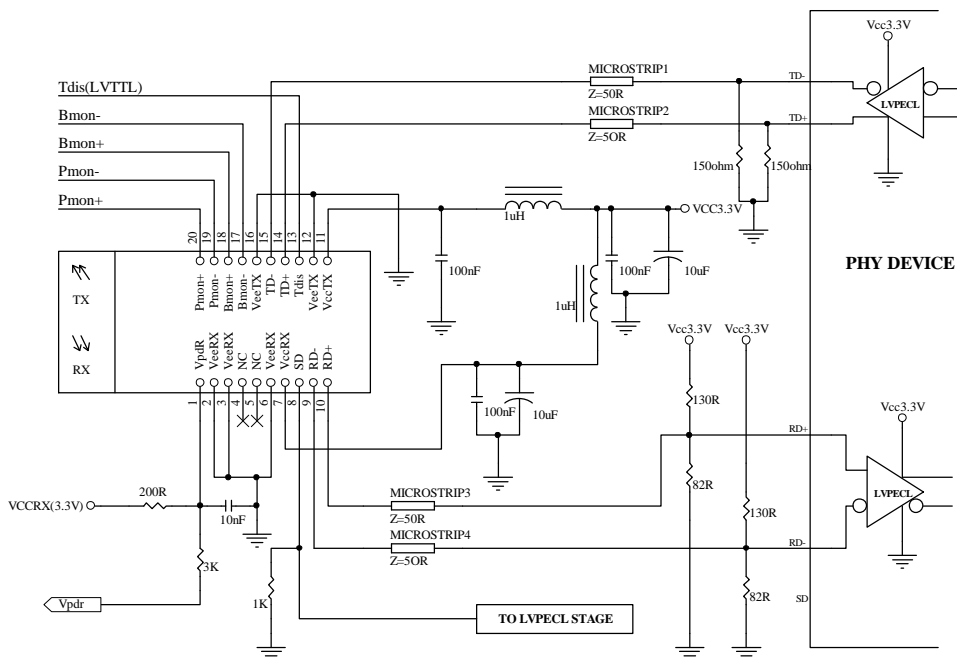 Vcc3.3V
MICROSTRIP1
TD-
Tdis(LVTTL)
Z=50R
LVPECL
Bmon-
MICROSTRIP2
TD+
Bmon+
Z=5OR
150ohm
150ohm
Pmon-
Pmon+
1uH
VCC3.3V
20
19
18
17
16
15
14
13
12
11
100nF
100nF
10uF
PHY DEVICE
TX
Pmon+
Pmon-
Bmon+
Bmon-
VeeTX
TD-
TD+
Tdis
VeeTX
VccTX
1uH
RX
VpdR
VeeRX
VeeRX
NC
NC
VeeRX
VccRX
SD
RD-
RD+
Vcc3.3V
Vcc3.3V
1
2
3
4
5
6
7
8
9
10
100nF
10uF
130R
Vcc3.3V
RD+
200R
MICROSTRIP3
82R
LVPECL
VCCRX(3.3V)
10nF
Z=50R
130R
MICROSTRIP4
RD-
3K
Z=5OR
Vpdr
1K
82R
SD
TO LVPECL STAGE